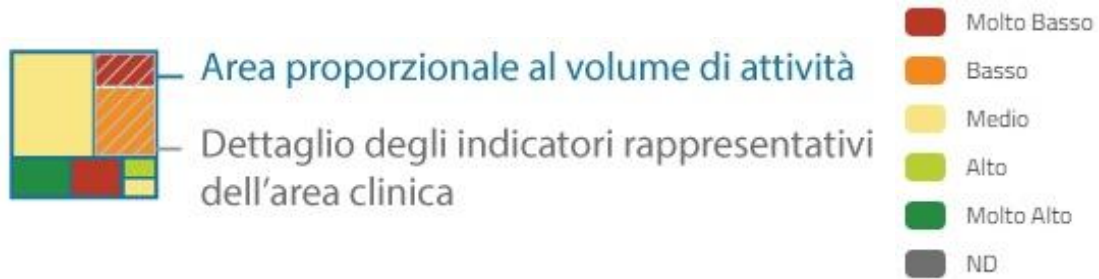 Area proporzionale al volume di attività
Dettaglio degli indicatori rappresentativi
dell'area clinica
Molto Basso
Basso
Medio
Alto
Molto Alto
ND